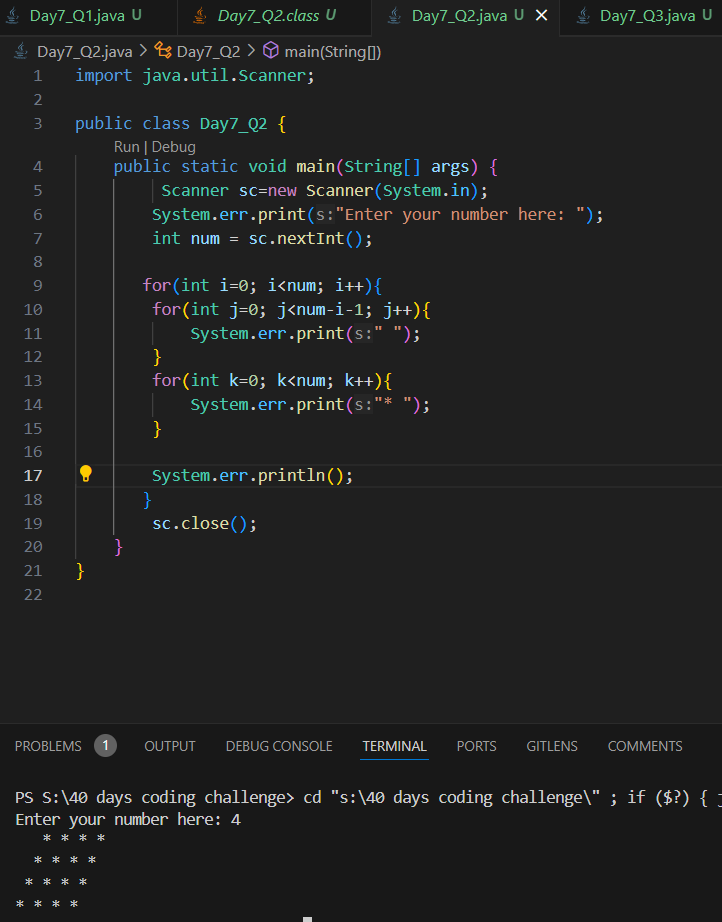 Day7_Q1.java U Day7_Q2.class U Day7_Q2.java U × Day7_Q3.java U
Day7_Q2.java > Day7_Q2 > main(String[])
1 import java.util.Scanner;
2
3 public class Day7_Q2 {
Run | Debug
4 public static void main(String[] args) {
5 Scanner sc=new Scanner(System.in);
6 System.err.print(s:"Enter your number here: ");
7 int num = sc.nextInt();
8
9 for(int i=0; i<num; i++){
10 for(int j=0; j<num-i-1; j++){
11 System.err.print(s:" ");
12 }
13 for(int k=0; k<num; k++){
14 System.err.print(s:"* ");
15 }
16
17 System.err.println();
18 }
19 sc.close();
20 }
21 }
22
PROBLEMS 1 OUTPUT DEBUG CONSOLE TERMINAL PORTS GITLENS COMMENTS
PS S:\40 days coding challenge> cd "s:\40 days coding challenge\" ; if ($?) { j
Enter your number here: 4
   * * * *
  * * * *
 * * * *
* * * *